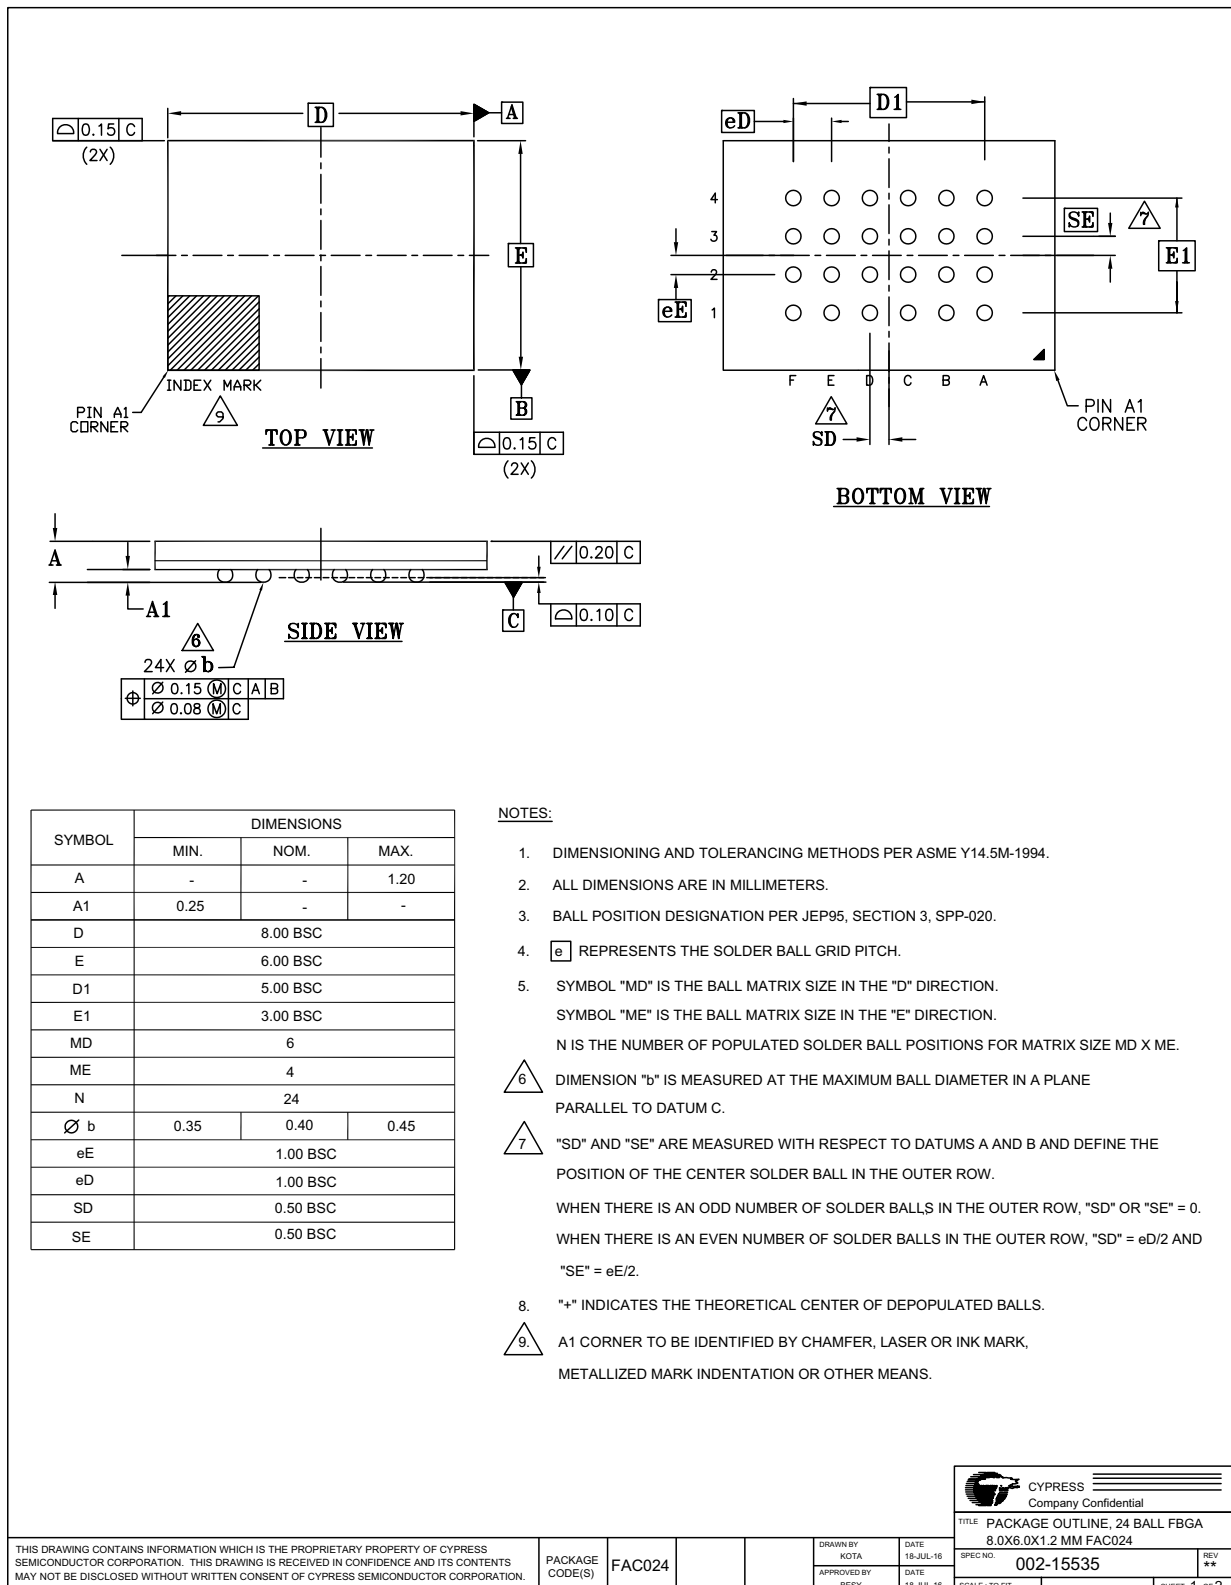 D
A
0.15 C
(2X)
E
INDEX MARK
9
PIN A1
CORNER
B
TOP VIEW
0.15 C
(2X)
D1
eD
4
3
2
1
SE
7
E1
eE
F E D C B A
7
SD
PIN A1
CORNER
BOTTOM VIEW
A
A1
// 0.20 C
0.10 C
C
SIDE VIEW
6
24X Ø b
⌖ Ø 0.15 Ⓜ C A B
Ø 0.08 Ⓜ C
SYMBOL DIMENSIONS
MIN. NOM. MAX.
A - - 1.20
A1 0.25 - -
D 8.00 BSC
E 6.00 BSC
D1 5.00 BSC
E1 3.00 BSC
MD 6
ME 4
N 24
Ø b 0.35 0.40 0.45
eE 1.00 BSC
eD 1.00 BSC
SD 0.50 BSC
SE 0.50 BSC
NOTES:
1. DIMENSIONING AND TOLERANCING METHODS PER ASME Y14.5M-1994.
2. ALL DIMENSIONS ARE IN MILLIMETERS.
3. BALL POSITION DESIGNATION PER JEP95, SECTION 3, SPP-020.
4. e REPRESENTS THE SOLDER BALL GRID PITCH.
5. SYMBOL "MD" IS THE BALL MATRIX SIZE IN THE "D" DIRECTION.
SYMBOL "ME" IS THE BALL MATRIX SIZE IN THE "E" DIRECTION.
N IS THE NUMBER OF POPULATED SOLDER BALL POSITIONS FOR MATRIX SIZE MD X ME.
6 DIMENSION "b" IS MEASURED AT THE MAXIMUM BALL DIAMETER IN A PLANE
PARALLEL TO DATUM C.
7 "SD" AND "SE" ARE MEASURED WITH RESPECT TO DATUMS A AND B AND DEFINE THE
POSITION OF THE CENTER SOLDER BALL IN THE OUTER ROW.
WHEN THERE IS AN ODD NUMBER OF SOLDER BALLS IN THE OUTER ROW, "SD" OR "SE" = 0.
WHEN THERE IS AN EVEN NUMBER OF SOLDER BALLS IN THE OUTER ROW, "SD" = eD/2 AND
"SE" = eE/2.
8. "+" INDICATES THE THEORETICAL CENTER OF DEPOPULATED BALLS.
9. A1 CORNER TO BE IDENTIFIED BY CHAMFER, LASER OR INK MARK,
METALLIZED MARK INDENTATION OR OTHER MEANS.
CYPRESS
Company Confidential
TITLE PACKAGE OUTLINE, 24 BALL FBGA
8.0X6.0X1.2 MM FAC024
THIS DRAWING CONTAINS INFORMATION WHICH IS THE PROPRIETARY PROPERTY OF CYPRESS
SEMICONDUCTOR CORPORATION. THIS DRAWING IS RECEIVED IN CONFIDENCE AND ITS CONTENTS
MAY NOT BE DISCLOSED WITHOUT WRITTEN CONSENT OF CYPRESS SEMICONDUCTOR CORPORATION.
PACKAGE
CODE(S)
FAC024
DRAWN BY
KOTA
DATE
18-JUL-16
APPROVED BY
BESY
DATE
18-JUL-16
SPEC NO.
002-15535
REV
**
SCALE : TO FIT
SHEET 1 OF 2